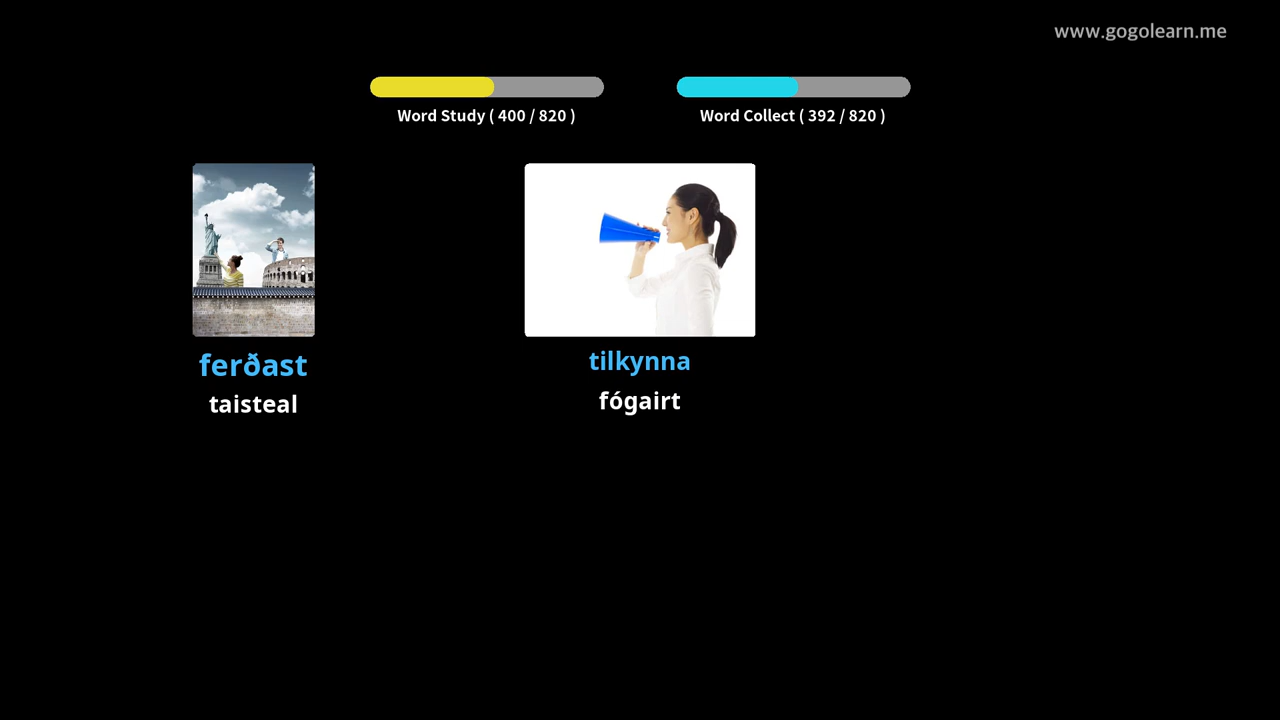 www.gogolearn.me
Word Study ( 400 / 820 )
Word Collect ( 392 / 820 )
ferðast
taisteal
tilkynna
fógairt